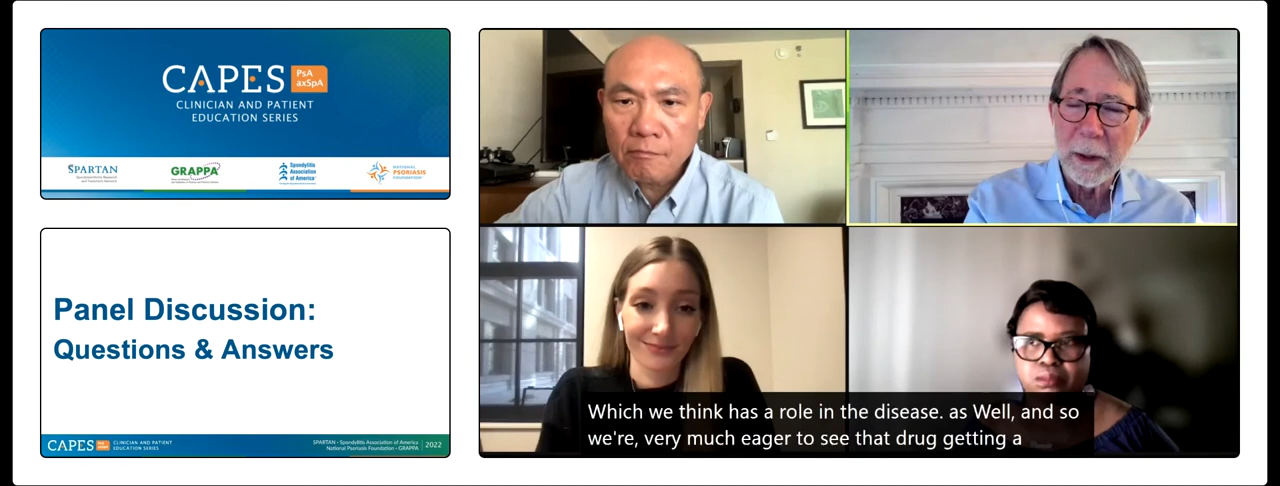 CAPES PsA
axSpA
CLINICIAN AND PATIENT
EDUCATION SERIES
SPARTAN
GRAPPA
Spondylitis
Association
of America
NATIONAL
PSORIASIS
FOUNDATION
Panel Discussion:
Questions & Answers
CAPES CLINICIAN AND PATIENT
EDUCATION SERIES
SPARTAN - Spondylitis Association of America
National Psoriasis Foundation - GRAPPA
2022
Which we think has a role in the disease. as Well, and so
we're, very much eager to see that drug getting a